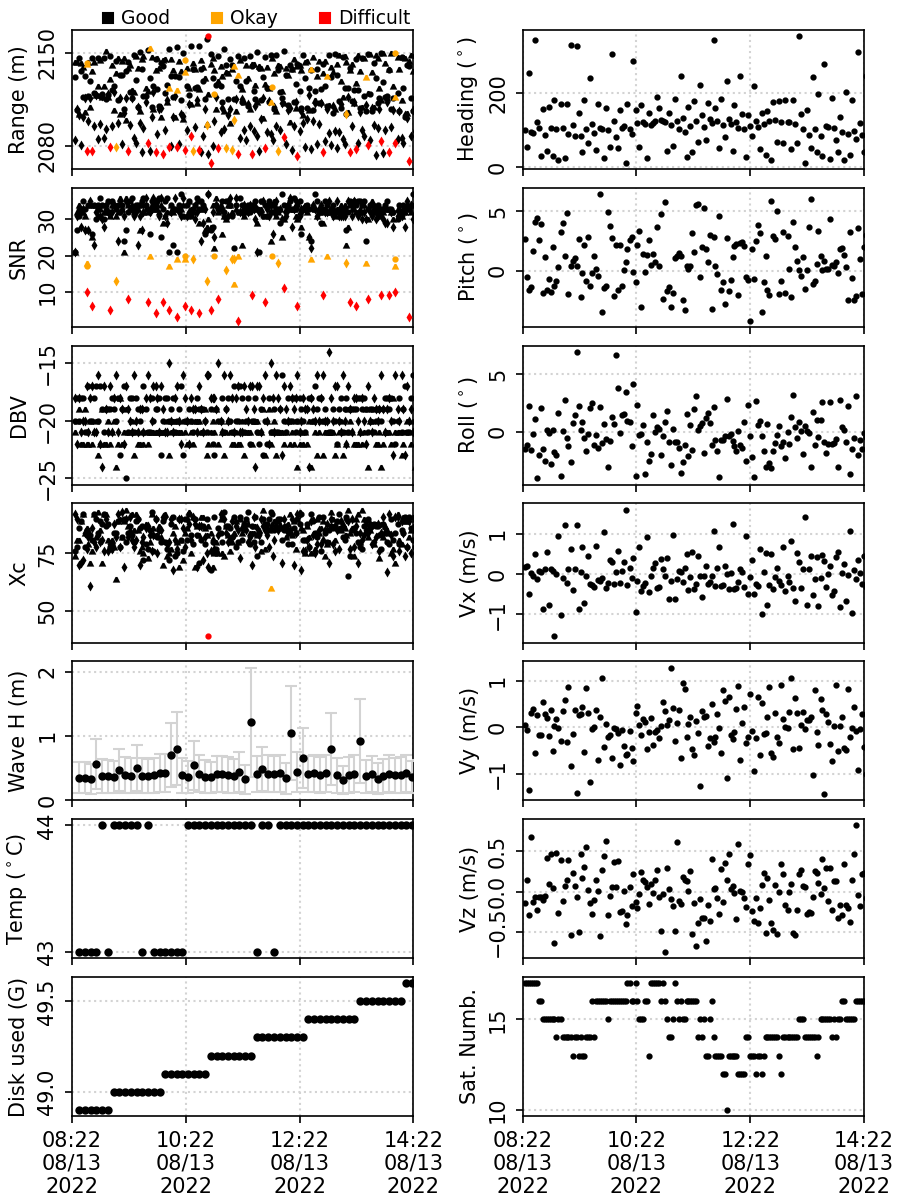 Good Okay Difficult
Range (m)
2150
2080
Heading (°)
200
0
SNR
30
20
10
Pitch (°)
5
0
DBV
−15
−20
−25
Roll (°)
5
0
Xc
75
50
Vx (m/s)
1
0
−1
Wave H (m)
2
1
0
Vy (m/s)
1
0
−1
Temp (°C)
44
43
Vz (m/s)
0.5
0.0
−0.5
Disk used (G)
49.5
49.0
Sat. Numb.
15
10
08:22 10:22 12:22 14:22 08:22 10:22 12:22 14:22
08/13 08/13 08/13 08/13 08/13 08/13 08/13 08/13
2022 2022 2022 2022 2022 2022 2022 2022